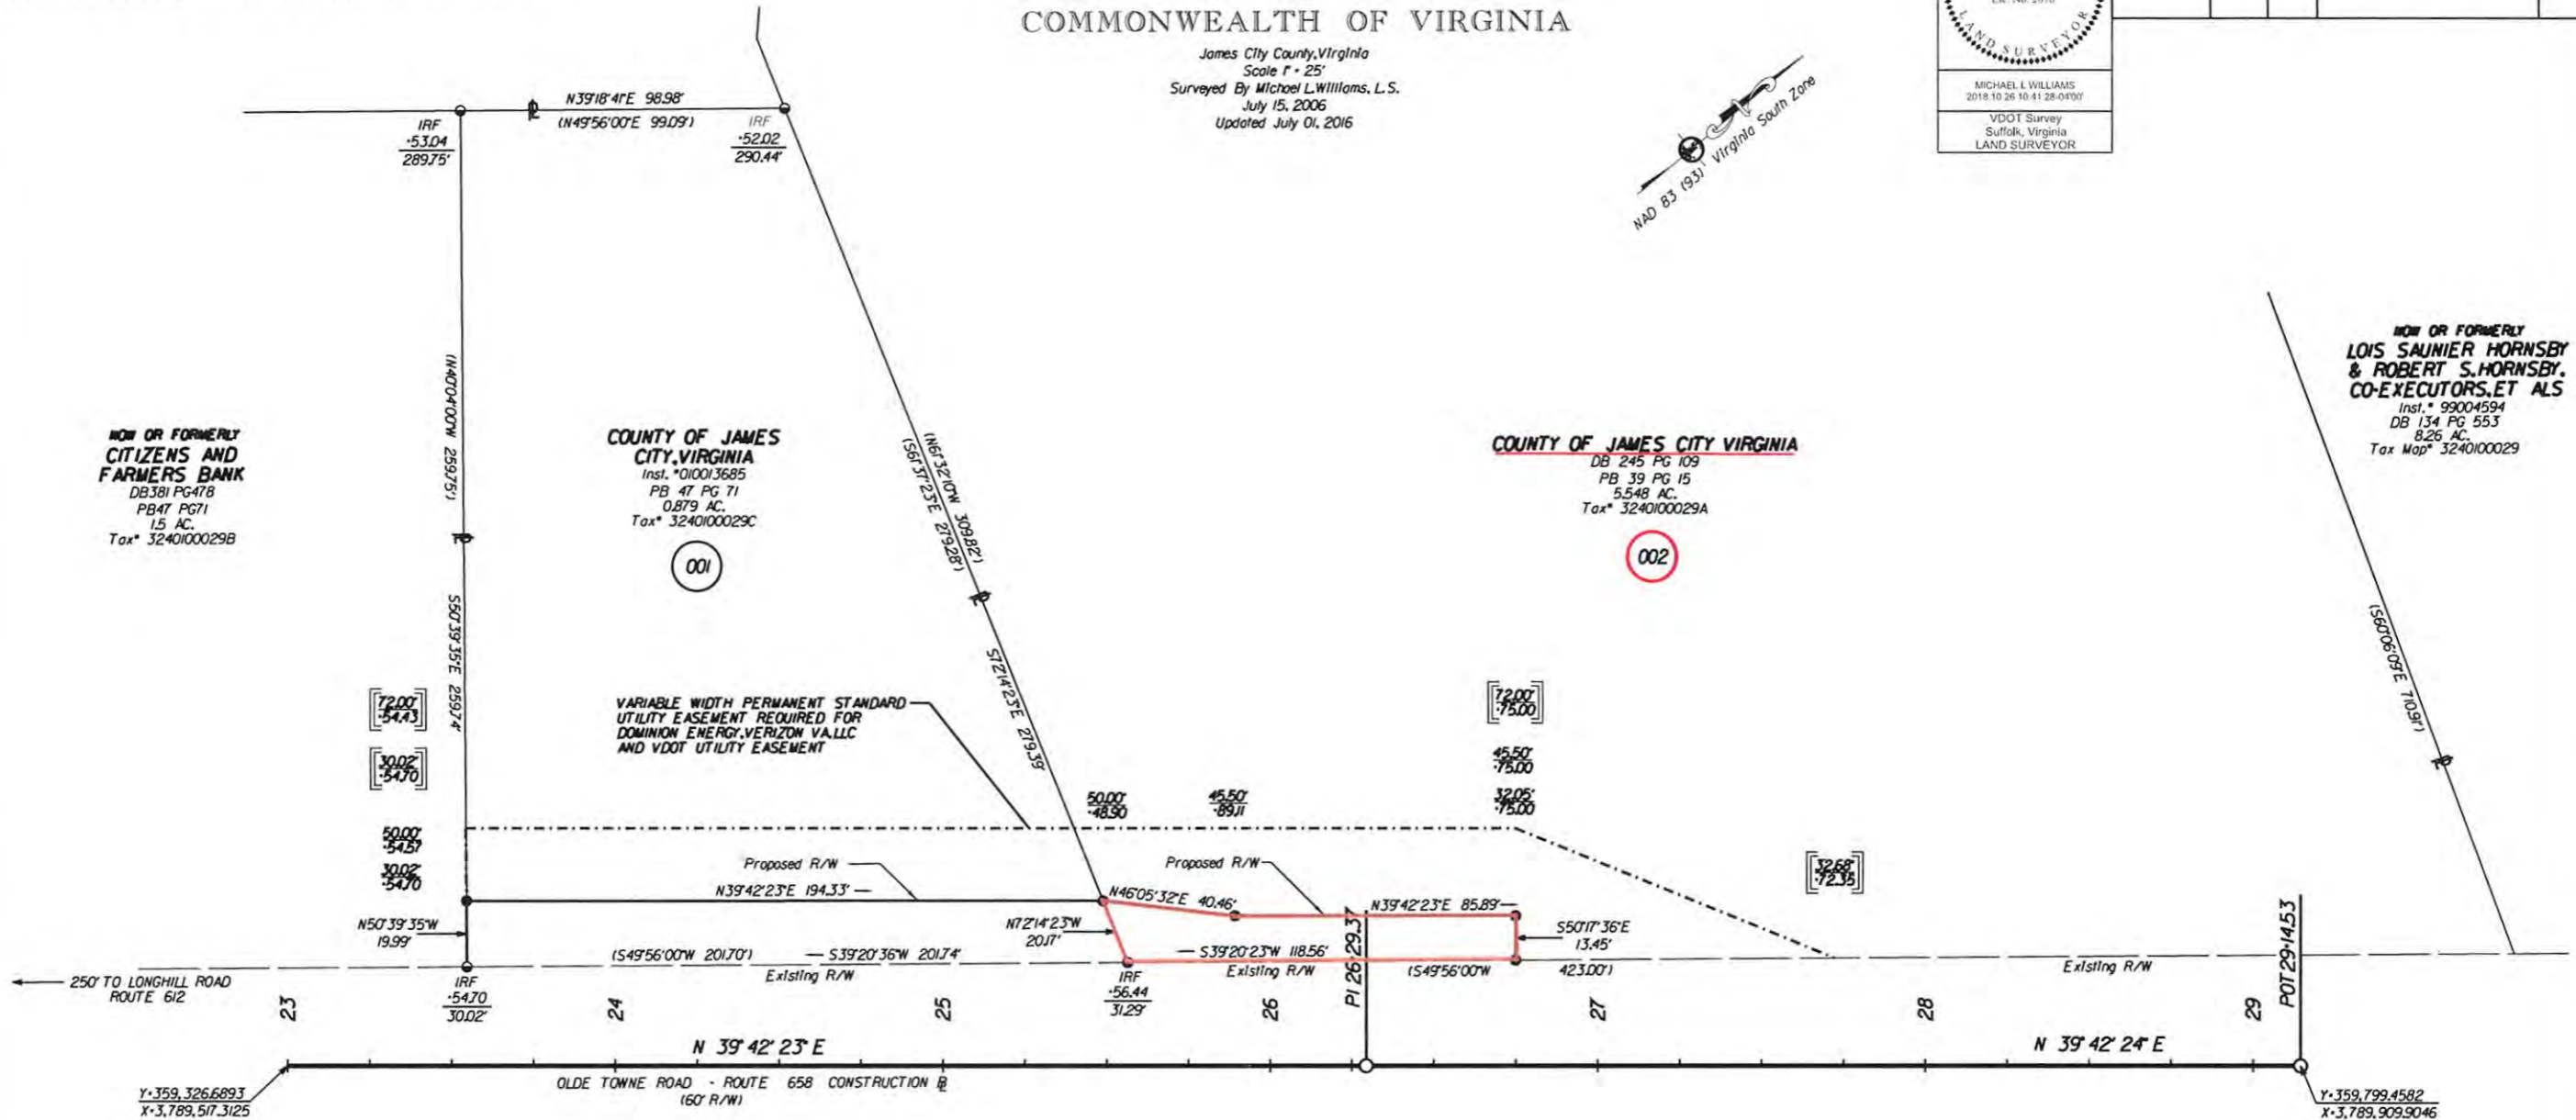 COMMONWEALTH OF VIRGINIA
James City County, Virginia
Scale 1" = 25'
Surveyed By Michael L. Williams, L.S.
July 15, 2006
Updated July 01, 2016
LAND SURVEYOR
MICHAEL L WILLIAMS
2018.10.26 10:41:28-04'00'
VDOT Survey
Suffolk, Virginia
LAND SURVEYOR
NAD 83 (93) Virginia South Zone
N39°18'41"E 98.98'
(N49°56'00"E 99.09')
IRF
+53.04
289.75'
IRF
+52.02
290.44'
(N40°04'00"W 259.75')
S50°39'35"E 259.74'
(N61°32'10"W 309.82')
(S61°37'23"E 279.28')
S72°14'23"E 279.39'
(S60°06'09"E 710.91')
NOW OR FORMERLY
CITIZENS AND
FARMERS BANK
DB381 PG478
PB47 PG71
1.5 AC.
Tax# 3240100029B
COUNTY OF JAMES
CITY, VIRGINIA
Inst. #010013685
PB 47 PG 71
0.879 AC.
Tax# 3240100029C
001
COUNTY OF JAMES CITY VIRGINIA
DB 245 PG 109
PB 39 PG 15
5.548 AC.
Tax# 3240100029A
002
NOW OR FORMERLY
LOIS SAUNIER HORNSBY
& ROBERT S. HORNSBY,
CO-EXECUTORS, ET ALS
Inst.# 99004594
DB 134 PG 553
8.26 AC.
Tax Map# 3240100029
VARIABLE WIDTH PERMANENT STANDARD
UTILITY EASEMENT REQUIRED FOR
DOMINION ENERGY, VERIZON VA.LLC
AND VDOT UTILITY EASEMENT
72.00'
+54.43
30.02'
+54.70
50.00'
+54.57
30.02'
+54.70
50.00'
+48.90
45.50'
+89.11
72.00'
+75.00
45.50'
+75.00
32.05'
+75.00
32.68'
+72.35
Proposed R/W
N39°42'23"E 194.33'
Proposed R/W
N46°05'32"E 40.46'
N39°42'23"E 85.89'
N50°39'35"W
19.99'
N72°14'23"W
20.17'
S50°17'36"E
13.45'
(S49°56'00"W 201.70')
S39°20'36"W 201.74'
Existing R/W
S39°20'23"W 118.56'
Existing R/W
(S49°56'00"W 423.00')
Existing R/W
250' TO LONGHILL ROAD
ROUTE 612
IRF
+54.70
30.02'
IRF
+56.44
31.29'
PI 26+29.37
POT 29+14.53
23 24 25 26 27 28 29
N 39° 42' 23" E
N 39° 42' 24" E
OLDE TOWNE ROAD - ROUTE 658 CONSTRUCTION BL
(60' R/W)
Y=359,326.6893
X=3,789,517.3125
Y=359,799.4582
X=3,789,909.9046